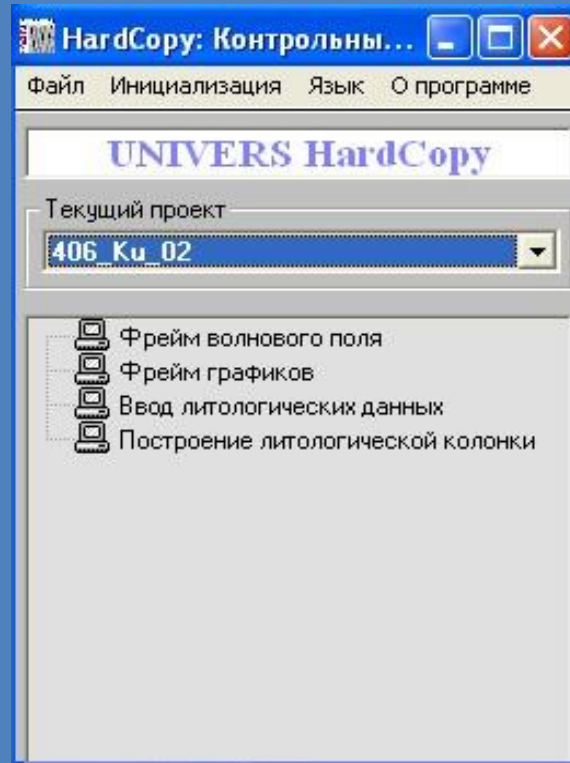 HardCopy: Контрольны...
Файл Инициализация Язык О программе
UNIVERS HardCopy
Текущий проект
406_Ku_02
Фрейм волнового поля
Фрейм графиков
Ввод литологических данных
Построение литологической колонки